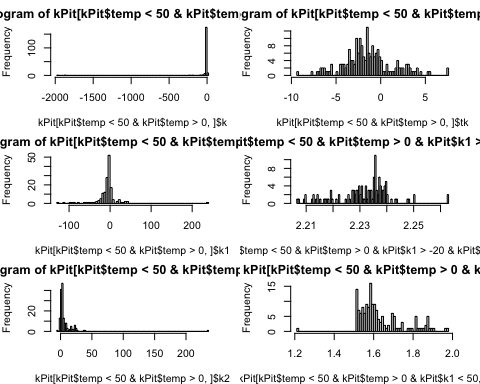 ogram of kPit[kPit$temp < 50 & kPit$tem
Frequency
0
100
-2000
-1500
-1000
-500
0
kPit[kPit$temp < 50 & kPit$temp > 0, ]$k
gram of kPit[kPit$temp < 50 & kPit$temp
Frequency
0
4
8
-10
-5
0
5
kPit[kPit$temp < 50 & kPit$temp > 0, ]$tk
gram of kPit[kPit$temp < 50 & kPit$temp
Frequency
0
20
50
-100
0
100
200
kPit[kPit$temp < 50 & kPit$temp > 0, ]$k1
it$temp < 50 & kPit$temp > 0 & kPit$k1 >
Frequency
0
4
8
2.21
2.23
2.25
$temp < 50 & kPit$temp > 0 & kPit$k1 > -20 & kPit$
gram of kPit[kPit$temp < 50 & kPit$temp
Frequency
0
20
0
50
100
150
200
kPit[kPit$temp < 50 & kPit$temp > 0, ]$k2
kPit[kPit$temp < 50 & kPit$temp > 0 & k
Frequency
0
5
15
1.2
1.4
1.6
1.8
2.0
kPit[kPit$temp < 50 & kPit$temp > 0 & kPit$k1 < 50,